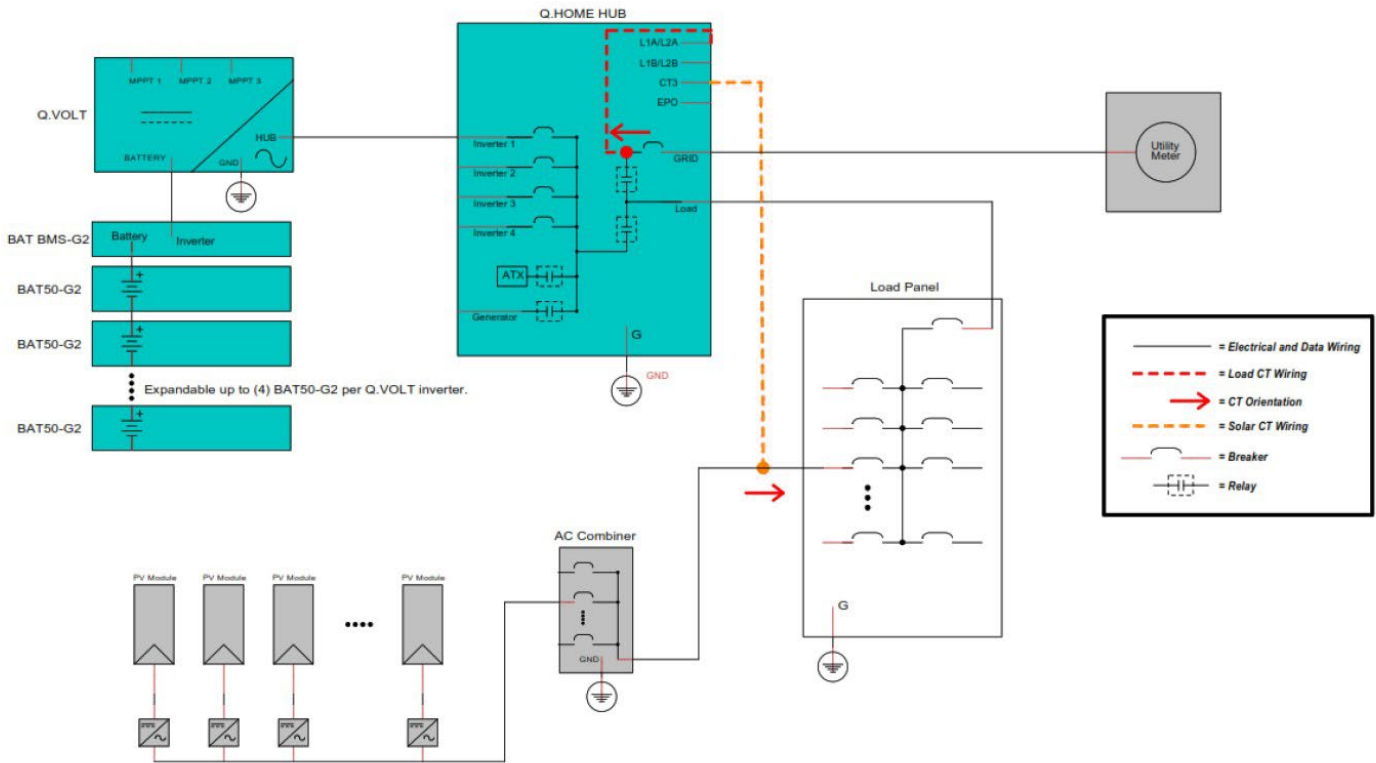 Q.HOME HUB
L1A/L2A
L1B/L2B
CT3
EPO
MPPT 1
MPPT 2
MPPT 3
Q.VOLT
HUB
BATTERY
GND
Inverter 1
Inverter 2
Inverter 3
Inverter 4
GRID
Load
ATX
Generator
G
GND
Utility
Meter
BAT BMS-G2
Battery
Inverter
+
BAT50-G2
+
BAT50-G2
Expandable up to (4) BAT50-G2 per Q.VOLT inverter.
+
BAT50-G2
Load Panel
G
= Electrical and Data Wiring
= Load CT Wiring
= CT Orientation
= Solar CT Wiring
= Breaker
= Relay
AC Combiner
GND
PV Module
PV Module
PV Module
PV Module